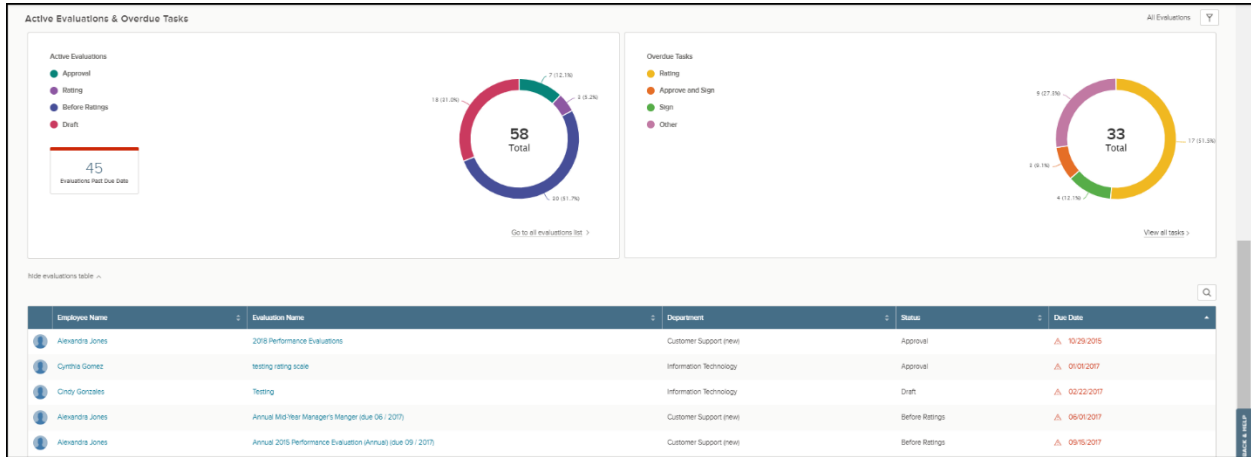 Active Evaluations & Overdue Tasks
All Evaluations
Active Evaluations
Approval
Rating
Before Ratings
Draft
45
Evaluations Past Due Date
7 (12.1%)
3 (5.2%)
18 (31.0%)
58
Total
30 (51.7%)
Go to all evaluations list >
Overdue Tasks
Rating
Approve and Sign
Sign
Other
9 (27.3%)
33
Total
17 (51.5%)
3 (9.1%)
4 (12.1%)
View all tasks >
hide evaluations table
Employee Name Evaluation Name Department Status Due Date
Alexandra Jones 2018 Performance Evaluations Customer Support (new) Approval 10/29/2015
Cynthia Gomez testing rating scale Information Technology Approval 01/01/2017
Cindy Gonzales Testing Information Technology Draft 02/22/2017
Alexandra Jones Annual Mid-Year Manager's Manger (due 06 / 2017) Customer Support (new) Before Ratings 06/01/2017
Alexandra Jones Annual 2015 Performance Evaluation (Annual) (due 09 / 2017) Customer Support (new) Before Ratings 09/15/2017
BACK & HELP